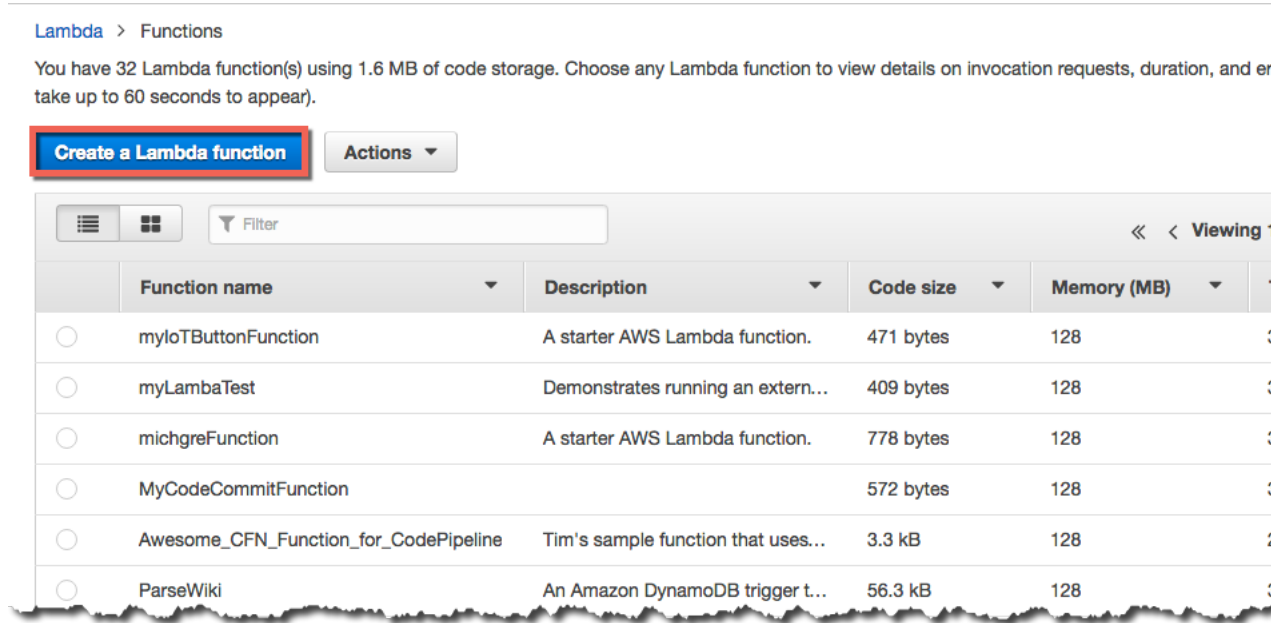 Lambda > Functions
You have 32 Lambda function(s) using 1.6 MB of code storage. Choose any Lambda function to view details on invocation requests, duration, and
take up to 60 seconds to appear).
Create a Lambda function Actions
Filter « < Viewing
Function name Description Code size Memory (MB)
myIoTButtonFunction A starter AWS Lambda function. 471 bytes 128
myLambaTest Demonstrates running an extern... 409 bytes 128
michgreFunction A starter AWS Lambda function. 778 bytes 128
MyCodeCommitFunction 572 bytes 128
Awesome_CFN_Function_for_CodePipeline Tim's sample function that uses... 3.3 kB 128
ParseWiki An Amazon DynamoDB trigger t... 56.3 kB 128